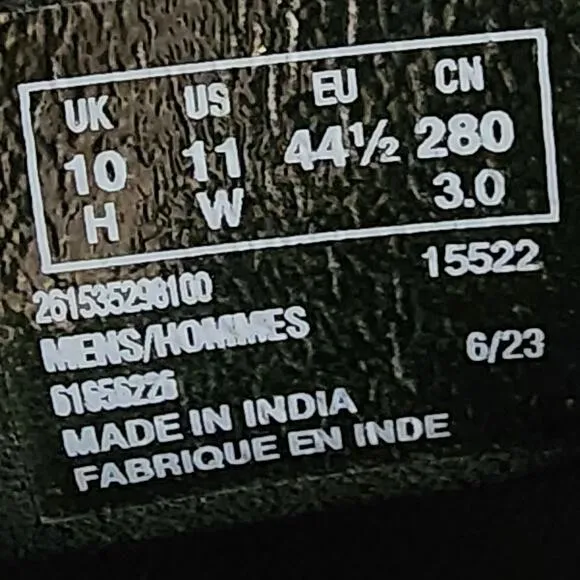 UK US EU CN
10 11 44½ 280
H W 3.0
261535298100 15522
MENS/HOMMES
6/23
MADE IN INDIA
FABRIQUE EN INDE